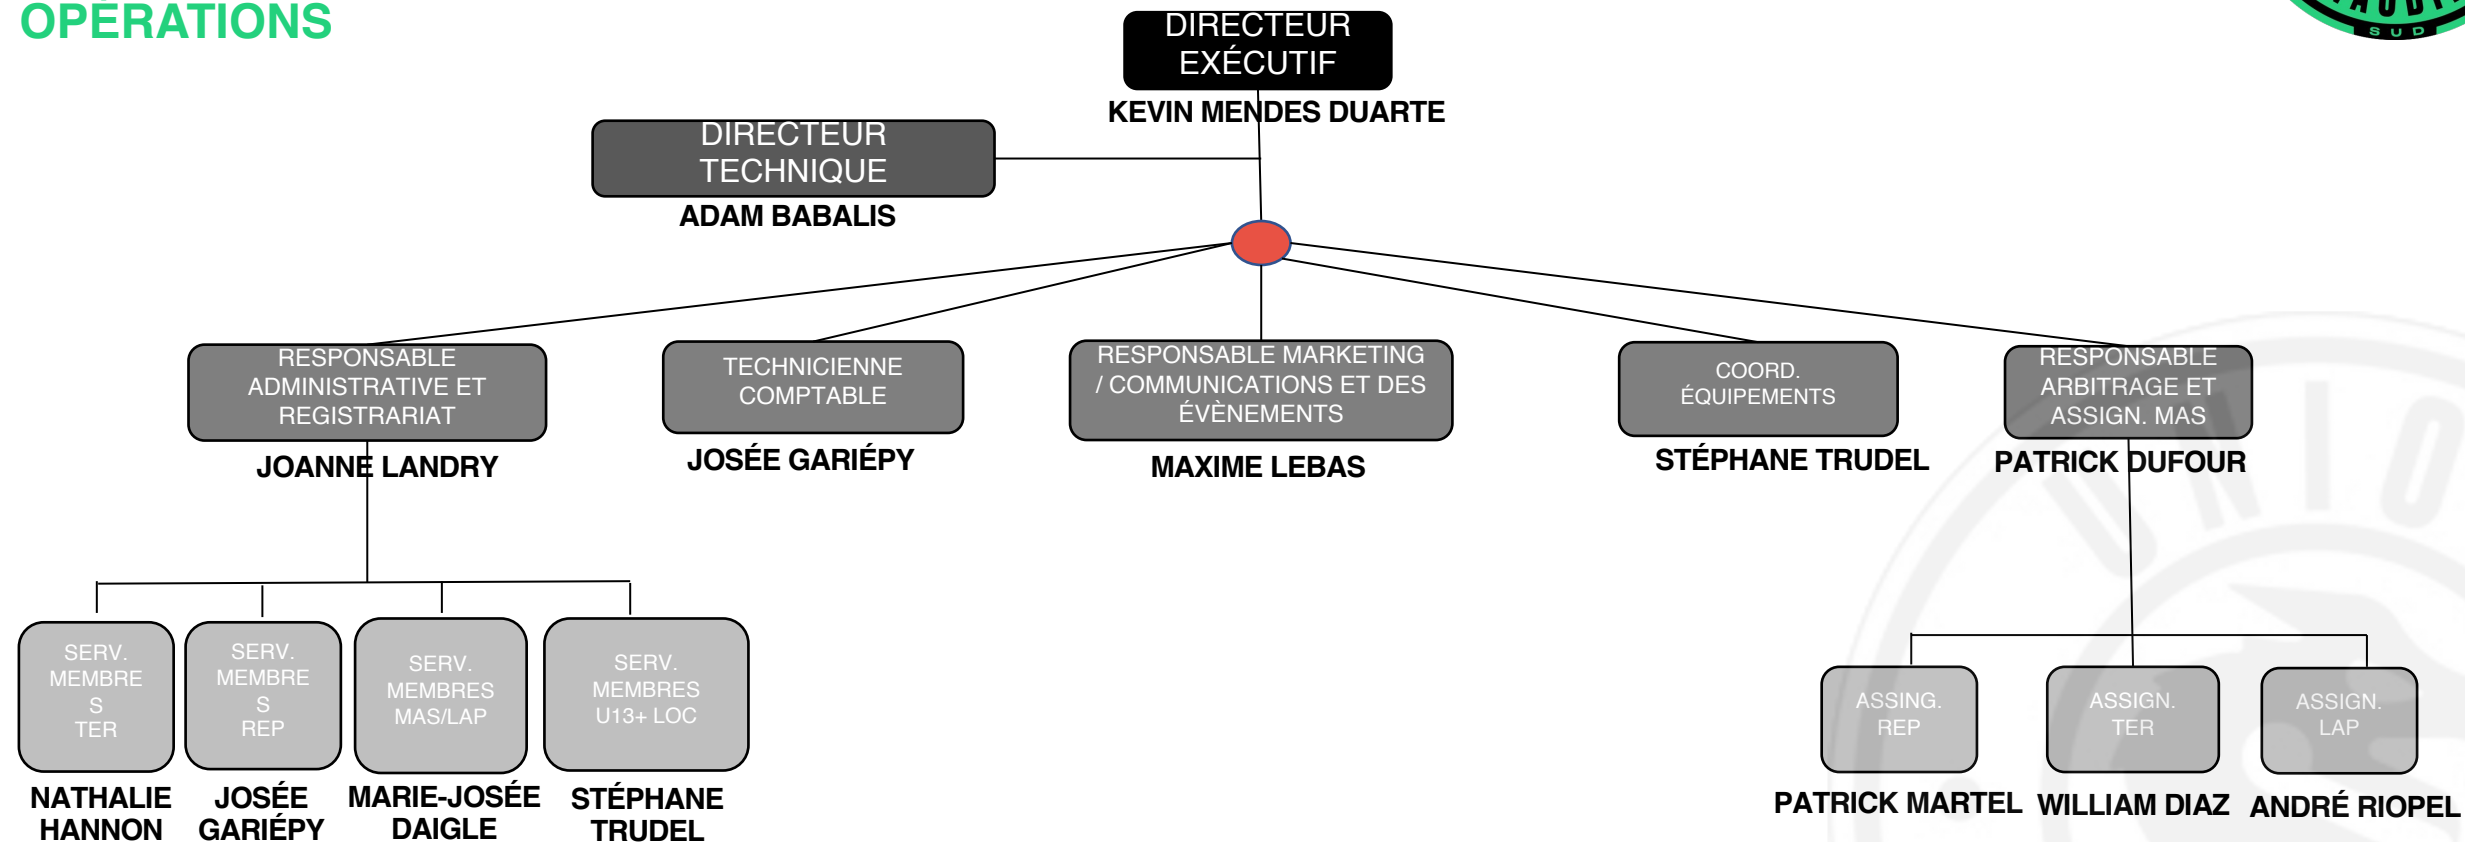 OPÉRATIONS
SUD
DIRECTEUR
EXÉCUTIF
KEVIN MENDES DUARTE
DIRECTEUR
TECHNIQUE
ADAM BABALIS
RESPONSABLE
ADMINISTRATIVE ET
REGISTRARIAT
JOANNE LANDRY
TECHNICIENNE
COMPTABLE
JOSÉE GARIÉPY
RESPONSABLE MARKETING
/ COMMUNICATIONS ET DES
ÉVÈNEMENTS
MAXIME LEBAS
COORD.
ÉQUIPEMENTS
STÉPHANE TRUDEL
RESPONSABLE
ARBITRAGE ET
ASSIGN. MAS
PATRICK DUFOUR
SERV.
MEMBRE
S
TER
NATHALIE
HANNON
SERV.
MEMBRE
S
REP
JOSÉE
GARIÉPY
SERV.
MEMBRES
MAS/LAP
MARIE-JOSÉE
DAIGLE
SERV.
MEMBRES
U13+ LOC
STÉPHANE
TRUDEL
ASSING.
REP
PATRICK MARTEL
ASSIGN.
TER
WILLIAM DIAZ
ASSIGN.
LAP
ANDRÉ RIOPEL